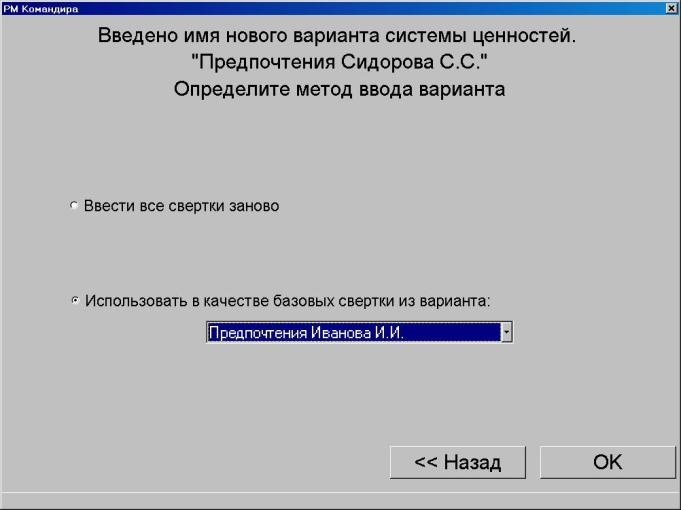 РМ Командира
Введено имя нового варианта системы ценностей.
"Предпочтения Сидорова С.С."
Определите метод ввода варианта
Ввести все свертки заново
Использовать в качестве базовых свертки из варианта:
Предпочтения Иванова И.И.
<< Назад
OK